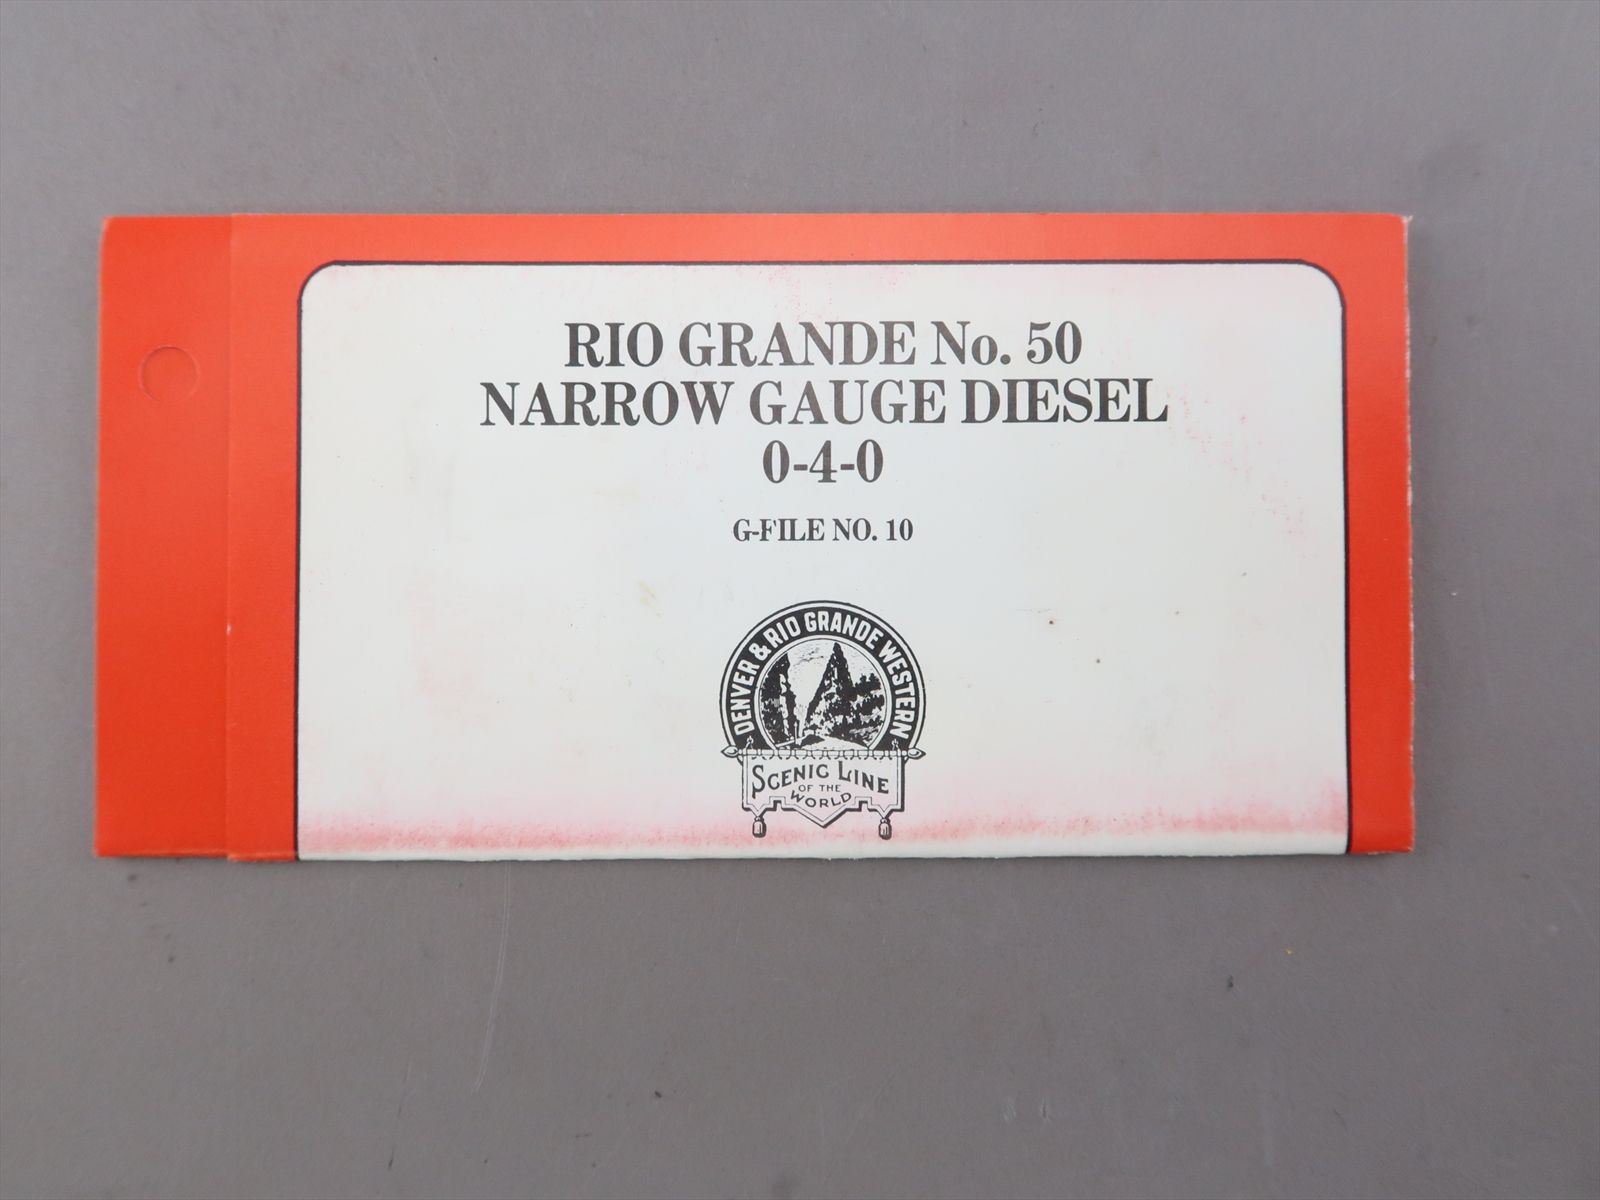 RIO GRANDE No. 50
NARROW GAUGE DIESEL
0-4-0
G-FILE NO. 10
DENVER & RIO GRANDE WESTERN
SCENIC LINE
OF THE
WORLD